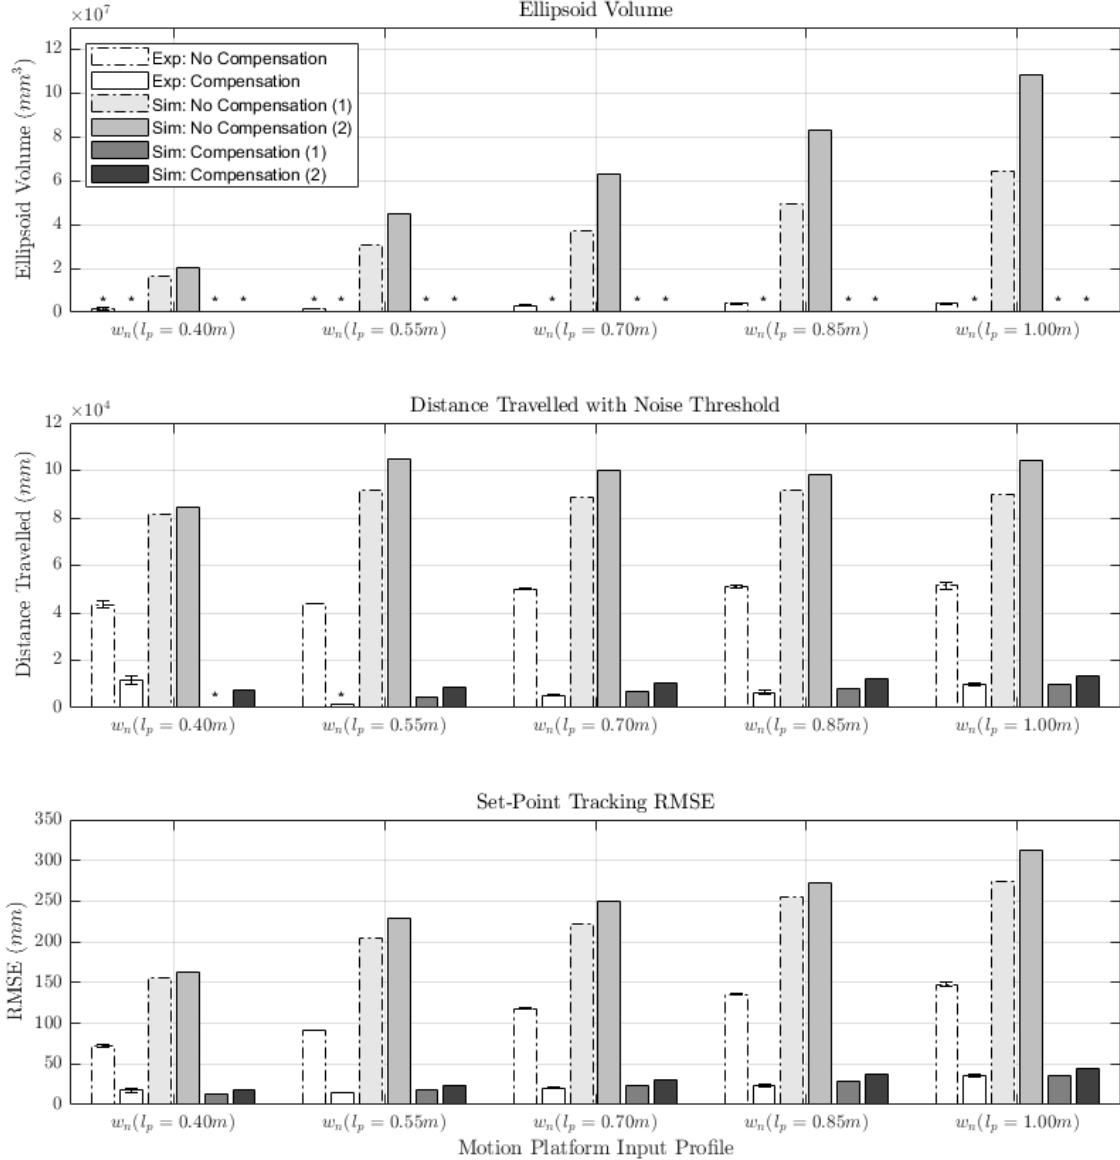 Ellipsoid Volume
×10^7
12
10
8
6
4
2
0
Ellipsoid Volume (mm^3)
Exp: No Compensation
Exp: Compensation
Sim: No Compensation (1)
Sim: No Compensation (2)
Sim: Compensation (1)
Sim: Compensation (2)
* * * * * * * * * * * * * * * * *
w_n(l_p = 0.40m) w_n(l_p = 0.55m) w_n(l_p = 0.70m) w_n(l_p = 0.85m) w_n(l_p = 1.00m)
Distance Travelled with Noise Threshold
×10^4
12
10
8
6
4
2
0
Distance Travelled (mm)
* *
w_n(l_p = 0.40m) w_n(l_p = 0.55m) w_n(l_p = 0.70m) w_n(l_p = 0.85m) w_n(l_p = 1.00m)
Set-Point Tracking RMSE
350
300
250
200
150
100
50
0
RMSE (mm)
w_n(l_p = 0.40m) w_n(l_p = 0.55m) w_n(l_p = 0.70m) w_n(l_p = 0.85m) w_n(l_p = 1.00m)
Motion Platform Input Profile